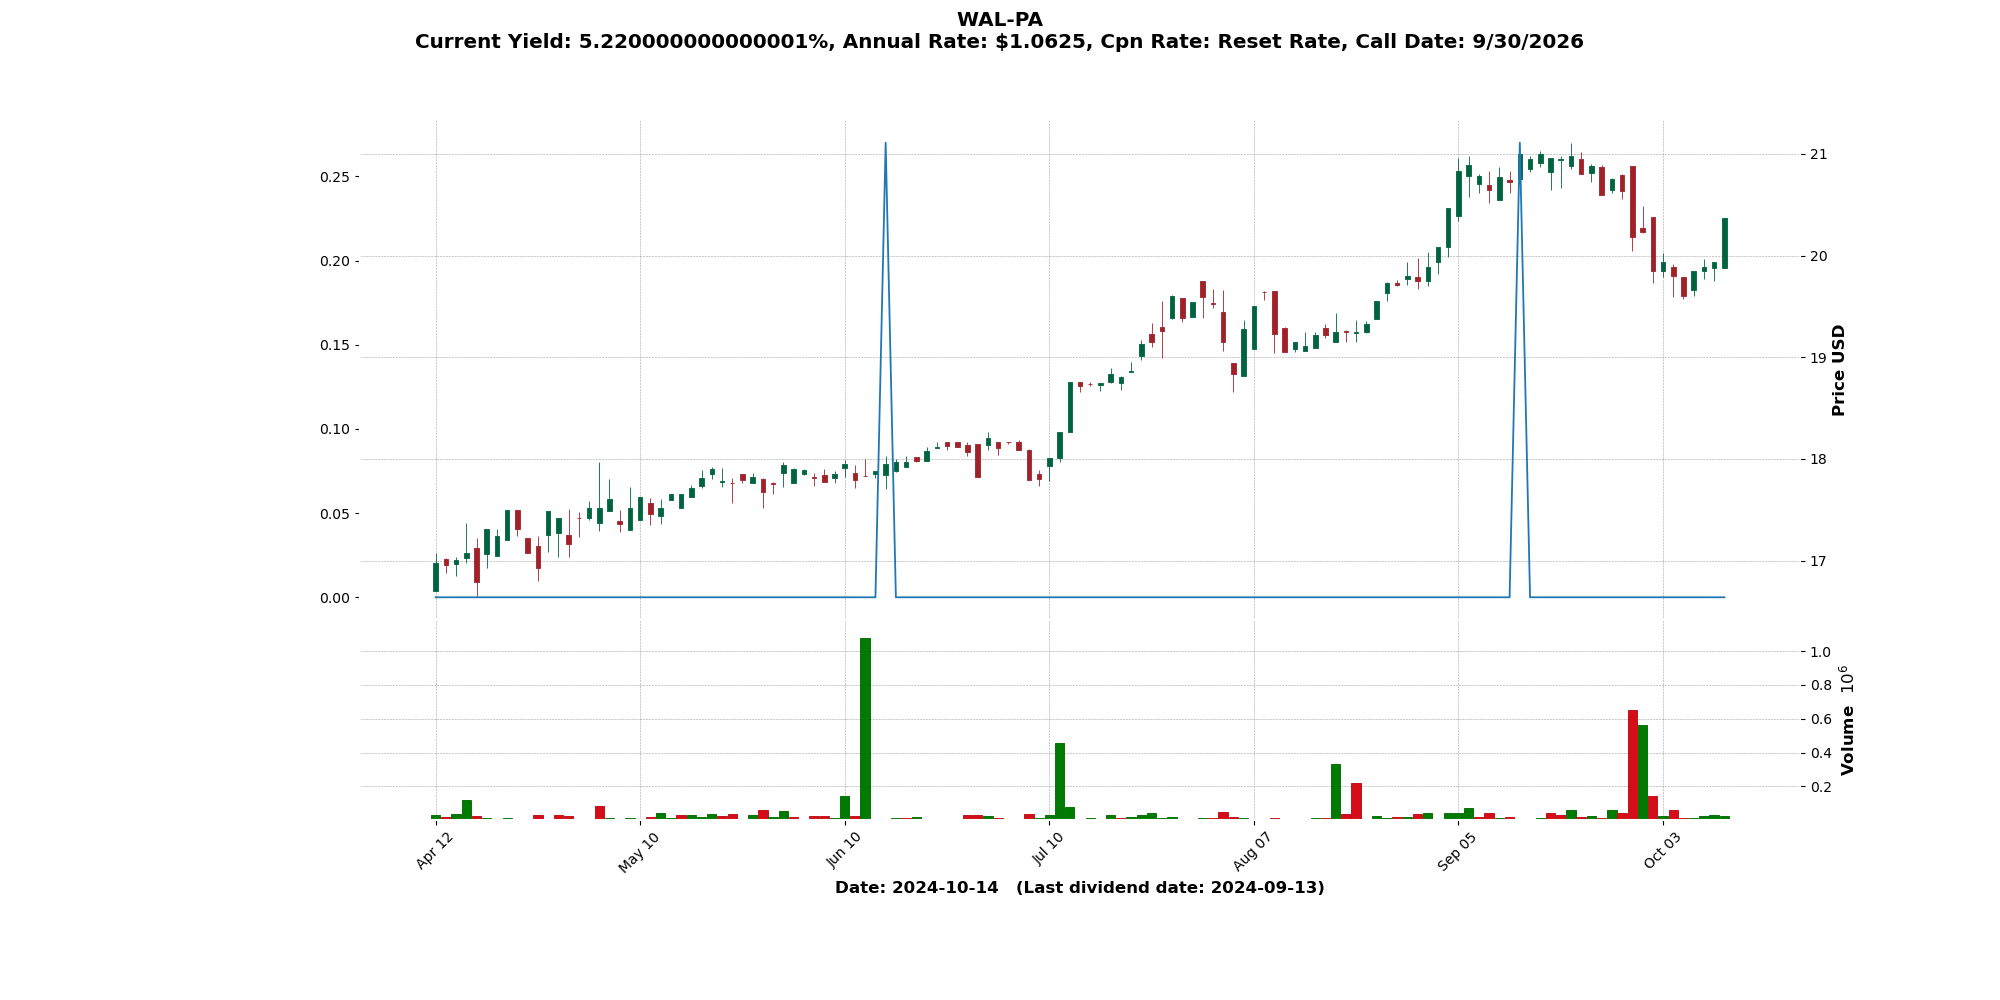 WAL-PA
Current Yield: 5.220000000000001%, Annual Rate: $1.0625, Cpn Rate: Reset Rate, Call Date: 9/30/2026
0.25
0.20
0.15
0.10
0.05
0.00
21
20
19
18
17
Price USD
1.0
0.8
0.6
0.4
0.2
Volume 10^6
Apr 12
May 10
Jun 10
Jul 10
Aug 07
Sep 05
Oct 03
Date: 2024-10-14 (Last dividend date: 2024-09-13)